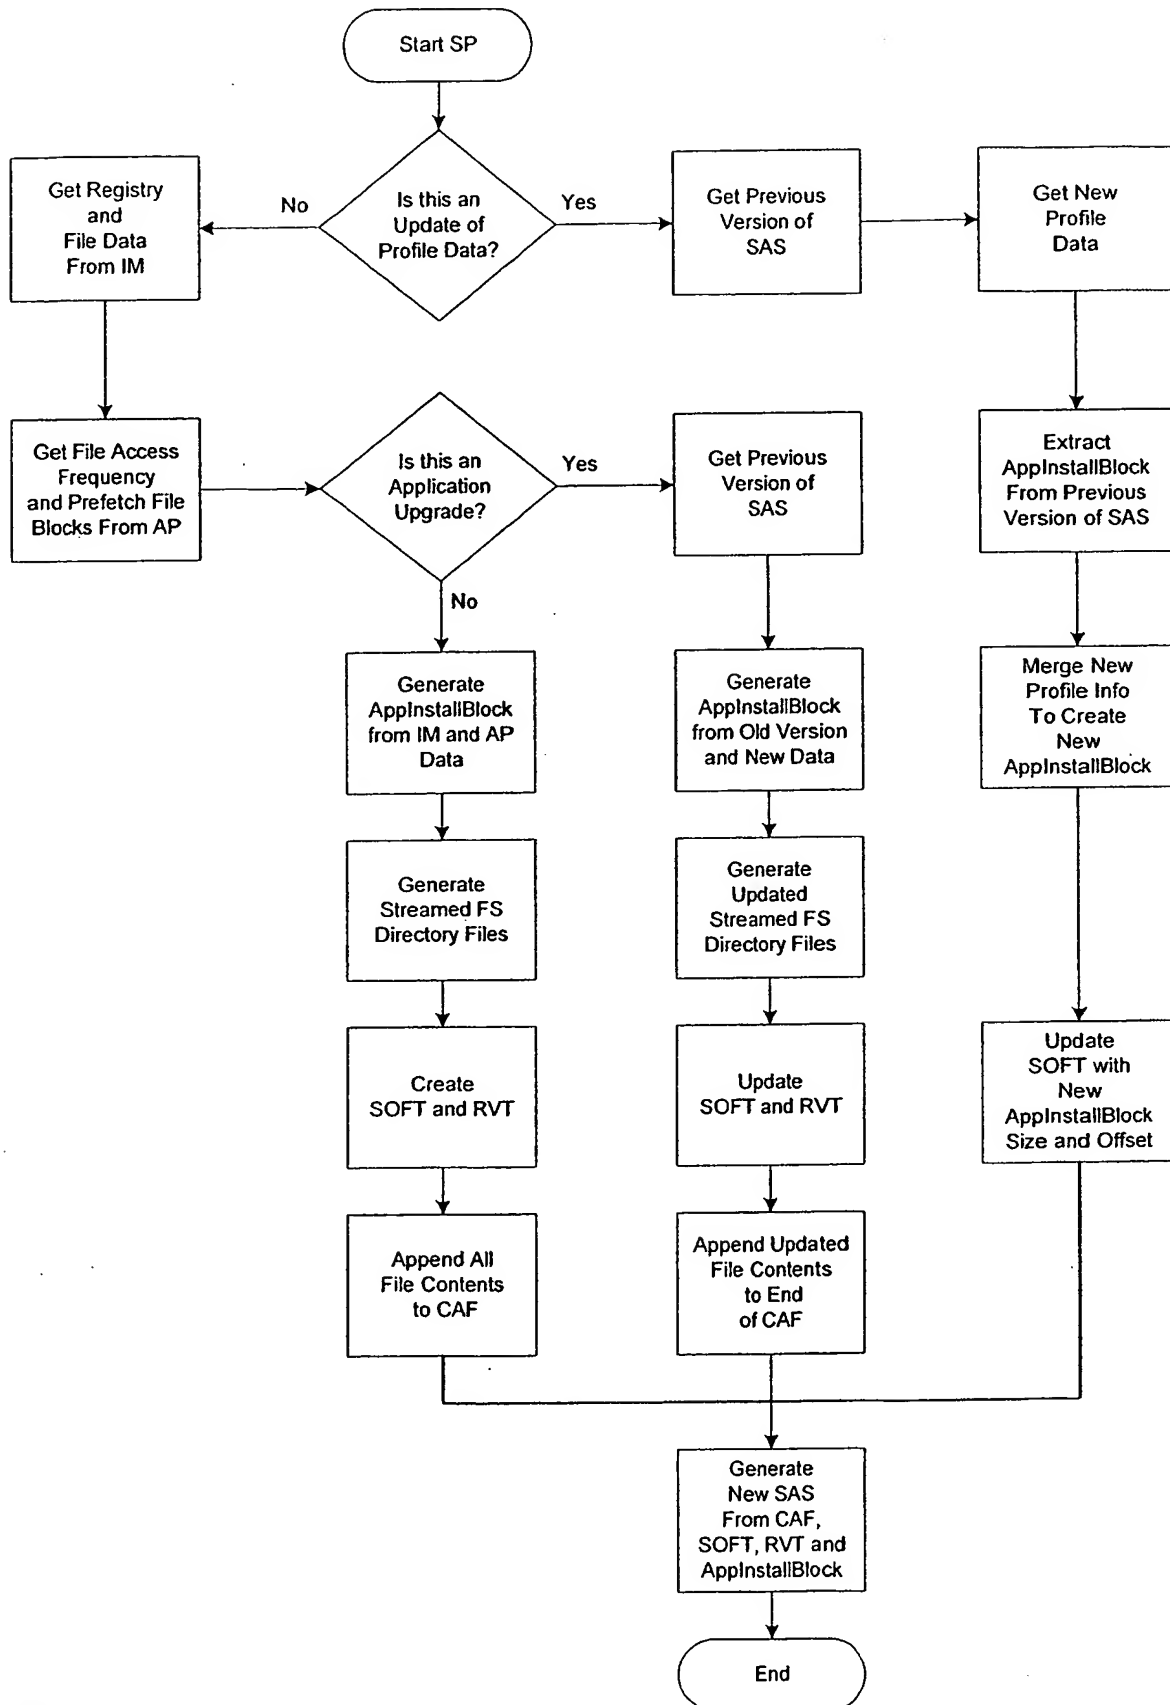 Start SP
Get Registry
and
File Data
From IM
No
Is this an
Update of
Profile Data?
Yes
Get Previous
Version of
SAS
Get New
Profile
Data
Get File Access
Frequency
and Prefetch File
Blocks From AP
Is this an
Application
Upgrade?
Yes
Get Previous
Version of
SAS
Extract
AppInstallBlock
From Previous
Version of SAS
No
Generate
AppInstallBlock
from IM and AP
Data
Generate
AppInstallBlock
from Old Version
and New Data
Merge New
Profile Info
To Create
New
AppInstallBlock
Generate
Streamed FS
Directory Files
Generate
Updated
Streamed FS
Directory Files
Create
SOFT and RVT
Update
SOFT and RVT
Update
SOFT with
New
AppInstallBlock
Size and Offset
Append All
File Contents
to CAF
Append Updated
File Contents
to End
of CAF
Generate
New SAS
From CAF,
SOFT, RVT and
AppInstallBlock
End